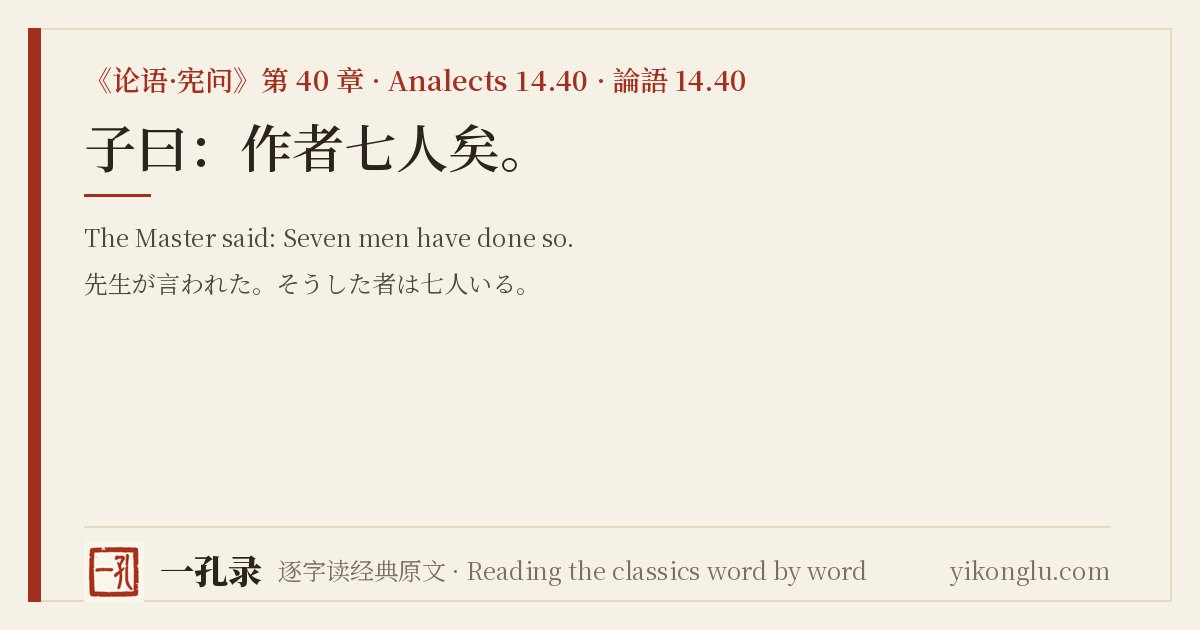 《论语·宪问》第 40 章 · Analects 14.40 · 論語 14.40
子曰：作者七人矣。
The Master said: Seven men have done so.
先生が言われた。そうした者は七人いる。
一孔
一孔录 逐字读经典原文 · Reading the classics word by word yikonglu.com